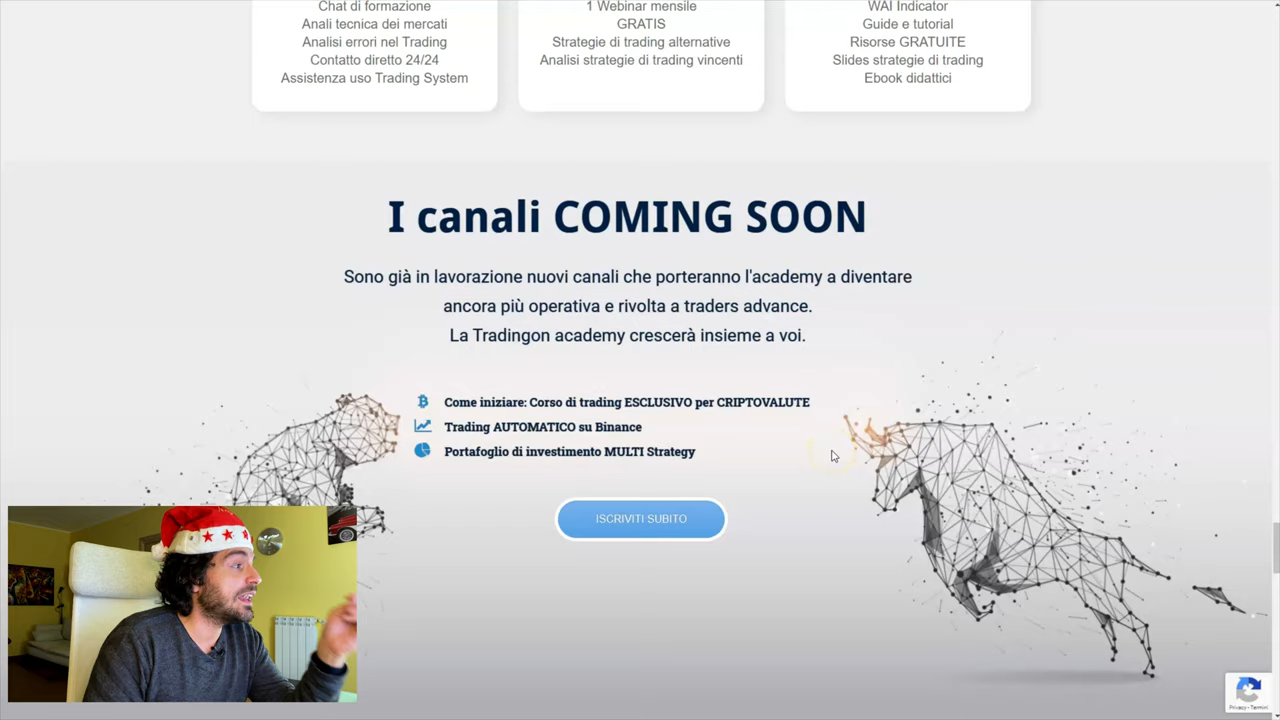 Chat di formazione
Anali tecnica dei mercati
Analisi errori nel Trading
Contatto diretto 24/24
Assistenza uso Trading System
1 Webinar mensile
GRATIS
Strategie di trading alternative
Analisi strategie di trading vincenti
WAI Indicator
Guide e tutorial
Risorse GRATUITE
Slides strategie di trading
Ebook didattici
I canali COMING SOON
Sono già in lavorazione nuovi canali che porteranno l'academy a diventare
ancora più operativa e rivolta a traders advance.
La Tradingon academy crescerà insieme a voi.
Come iniziare: Corso di trading ESCLUSIVO per CRIPTOVALUTE
Trading AUTOMATICO su Binance
Portafoglio di investimento MULTI Strategy
ISCRIVITI SUBITO
Privacy - Termini